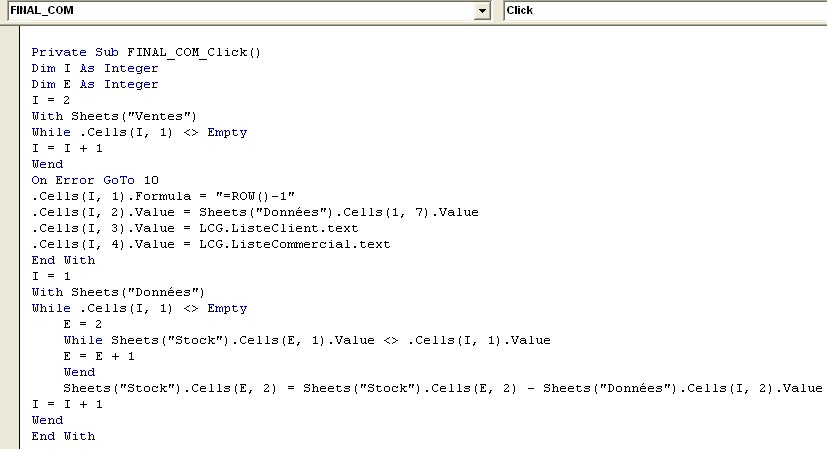 FINAL_COM Click
Private Sub FINAL_COM_Click()
Dim I As Integer
Dim E As Integer
I = 2
With Sheets("Ventes")
While .Cells(I, 1) <> Empty
I = I + 1
Wend
On Error GoTo 10
.Cells(I, 1).Formula = "=ROW()-1"
.Cells(I, 2).Value = Sheets("Données").Cells(1, 7).Value
.Cells(I, 3).Value = LCG.ListeClient.text
.Cells(I, 4).Value = LCG.ListeCommercial.text
End With
I = 1
With Sheets("Données")
While .Cells(I, 1) <> Empty
    E = 2
    While Sheets("Stock").Cells(E, 1).Value <> .Cells(I, 1).Value
    E = E + 1
    Wend
    Sheets("Stock").Cells(E, 2) = Sheets("Stock").Cells(E, 2) - Sheets("Données").Cells(I, 2).Value
I = I + 1
Wend
End With